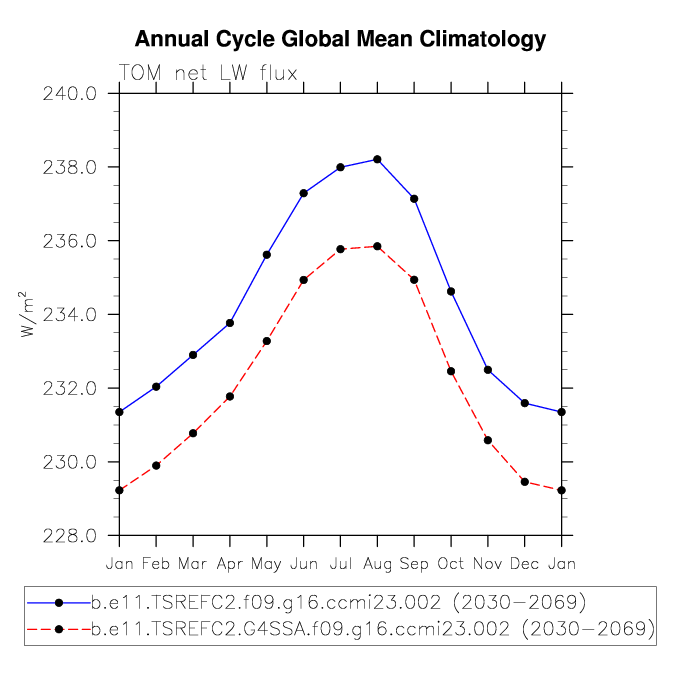 Annual Cycle Global Mean Climatology
TOM net LW flux
240.0
238.0
236.0
234.0
232.0
230.0
228.0
W/m²
Jan Feb Mar Apr May Jun Jul Aug Sep Oct Nov Dec Jan
b.e11.TSREFC2.f09.g16.ccmi23.002 (2030-2069)
b.e11.TSREFC2.G4SSA.f09.g16.ccmi23.002 (2030-2069)